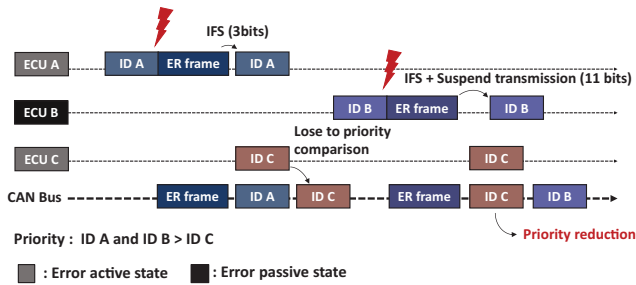 IFS (3bits)
ECU A
ID A
ER frame
ID A
IFS + Suspend transmission (11 bits)
ECU B
ID B
ER frame
ID B
Lose to priority
comparison
ECU C
ID C
ID C
CAN Bus
ER frame
ID A
ID C
ER frame
ID C
ID B
Priority : ID A and ID B > ID C
Priority reduction
: Error active state
: Error passive state